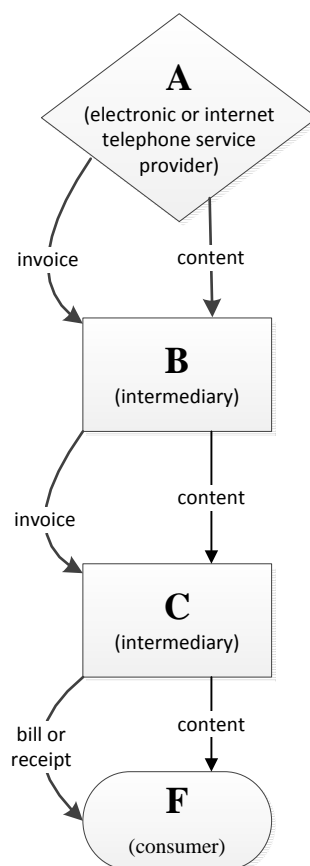 A
(electronic or internet
telephone service
provider)
invoice
content
B
(intermediary)
content
invoice
C
(intermediary)
content
bill or
receipt
F
(consumer)